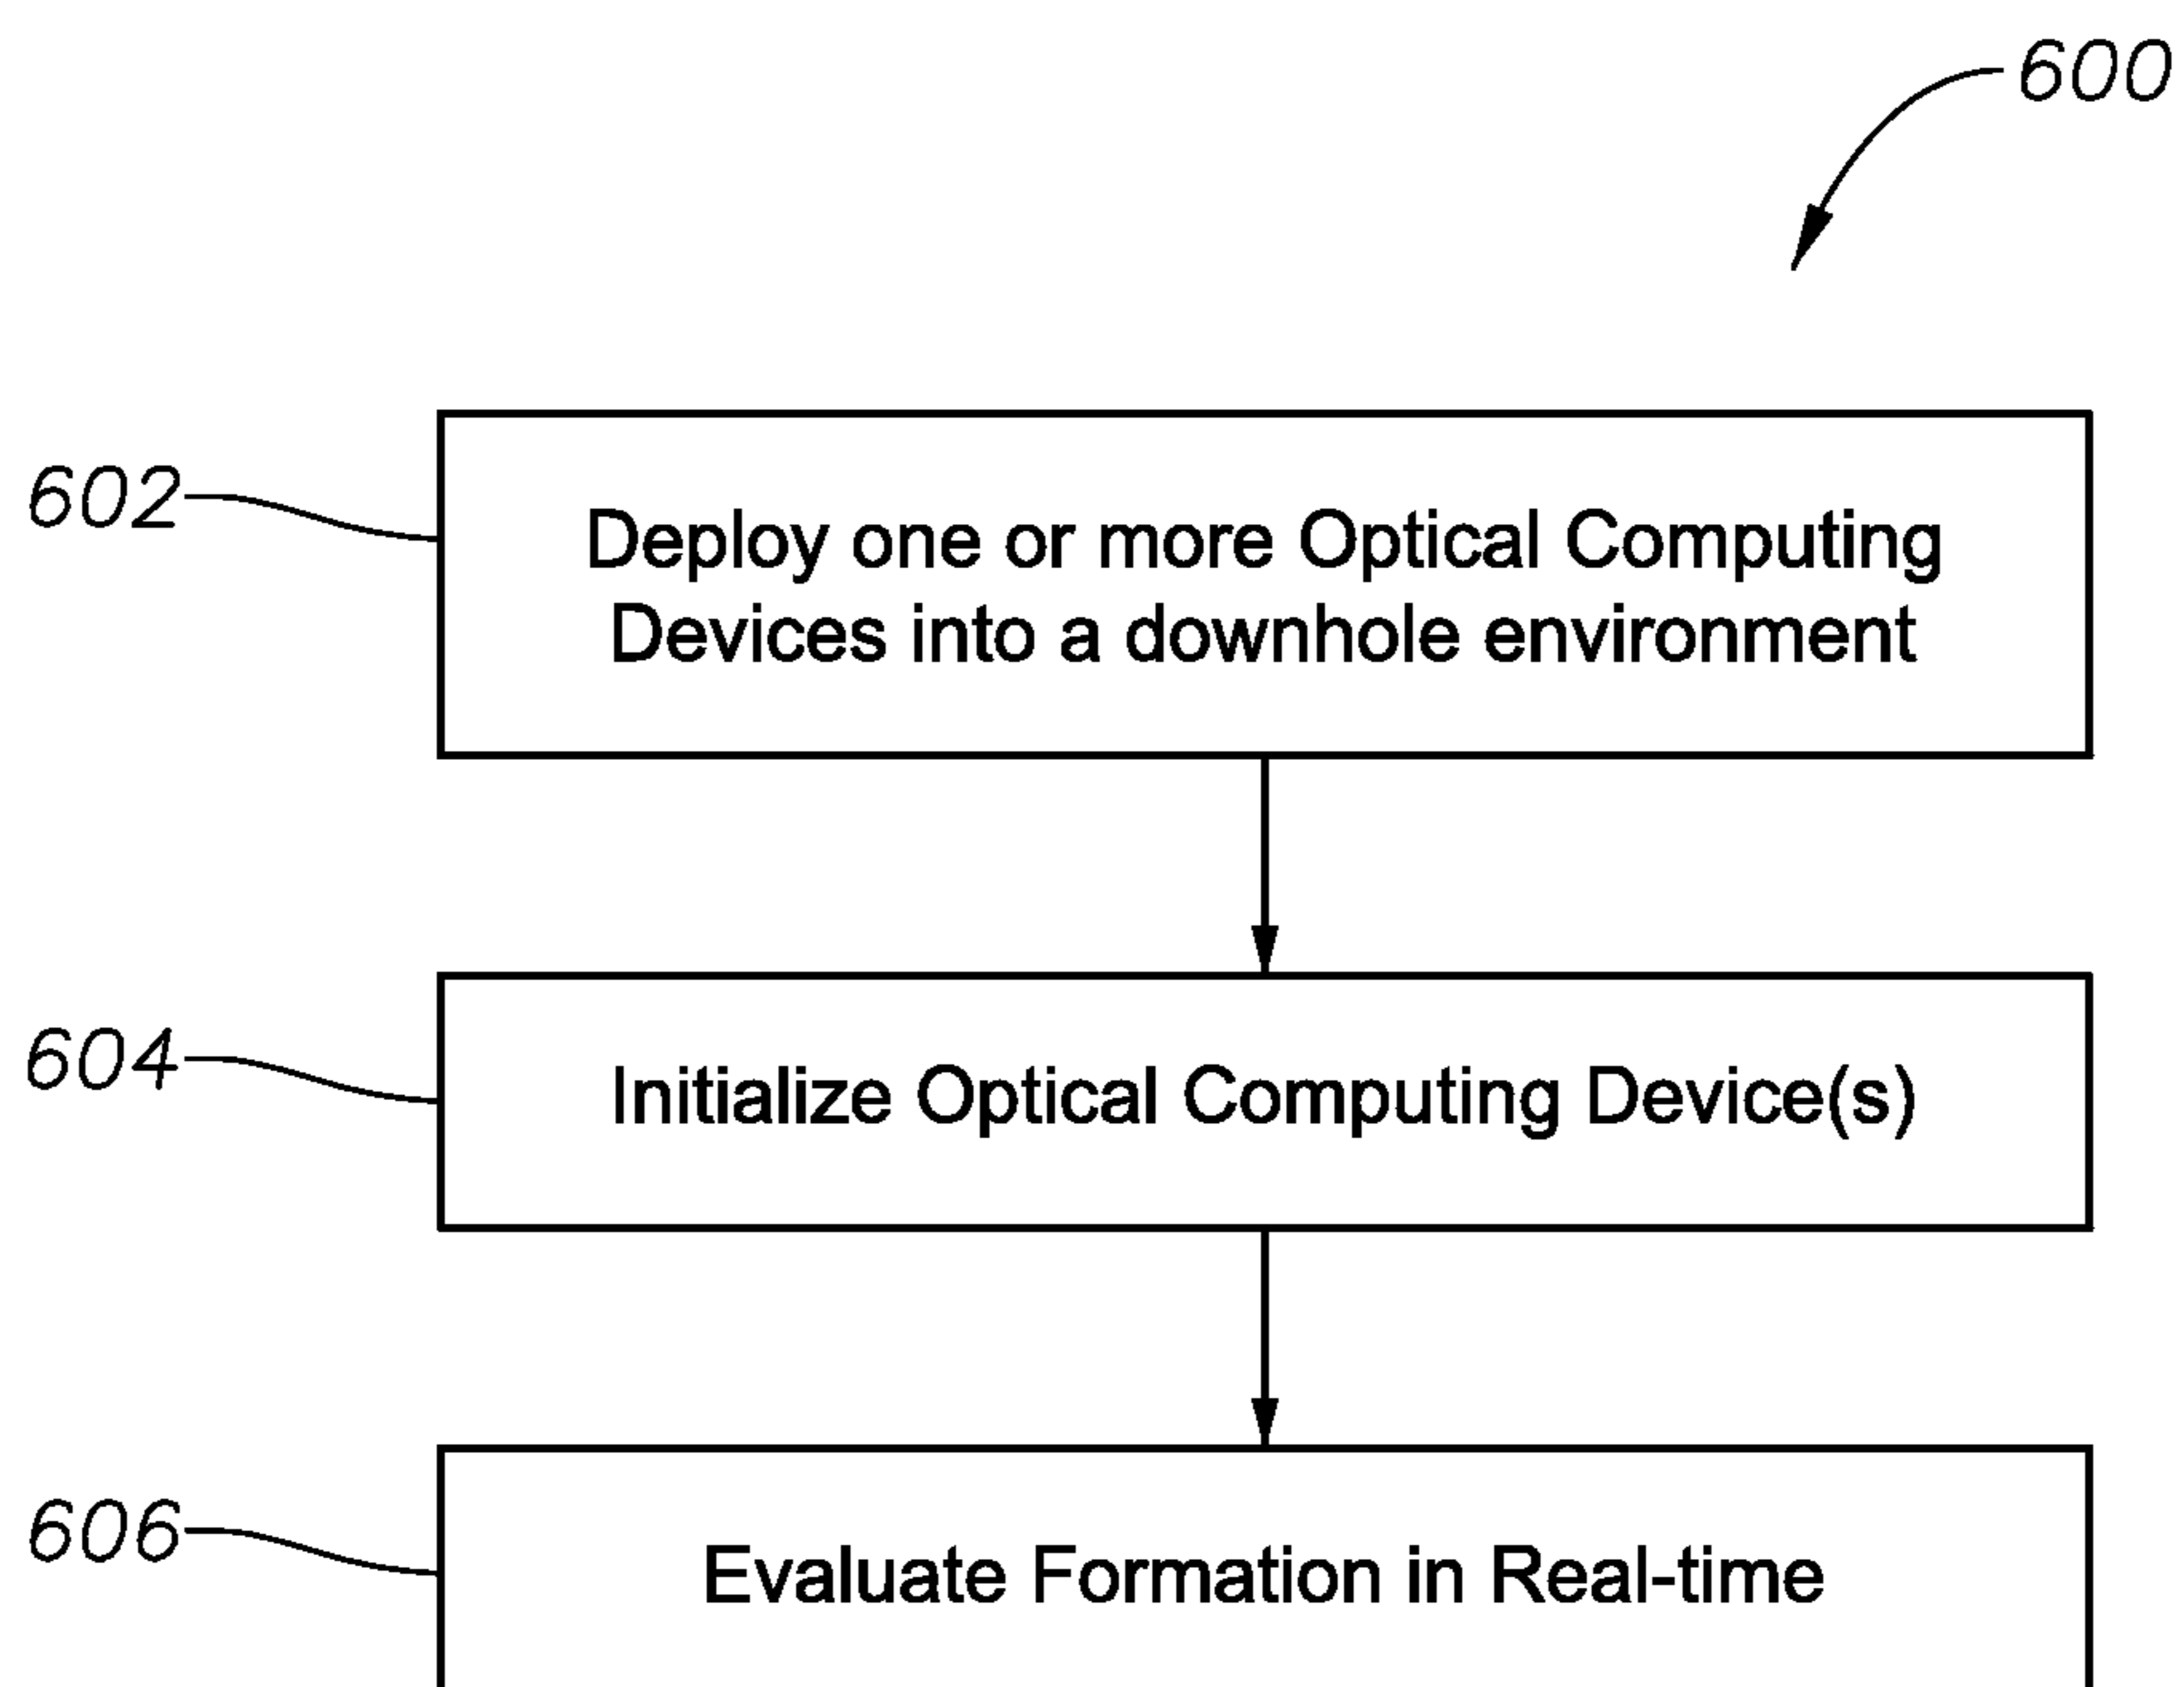 600
602
Deploy one or more Optical Computing
Devices into a downhole environment
604
Initialize Optical Computing Device(s)
606
Evaluate Formation in Real-time